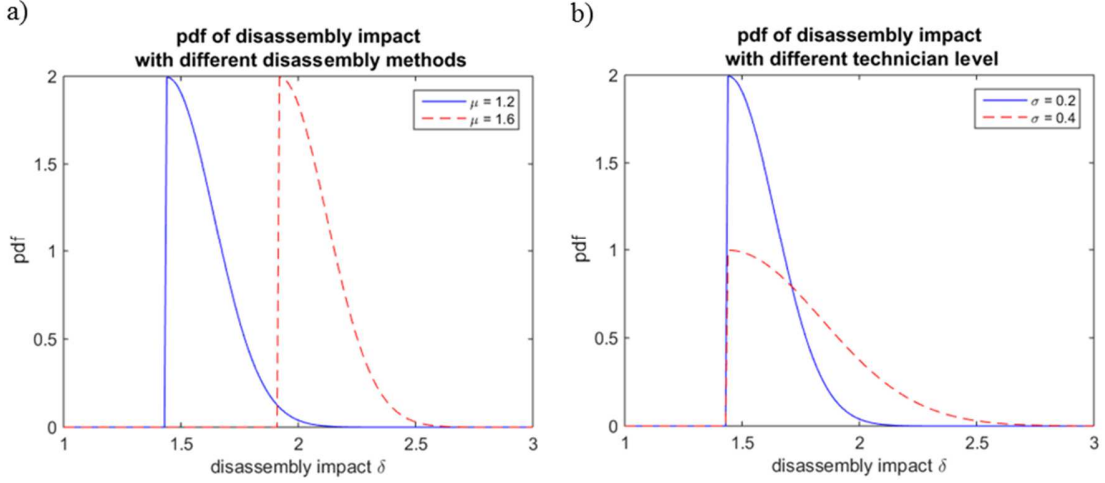 a)
pdf of disassembly impact
with different disassembly methods
μ = 1.2
μ = 1.6
2
1.5
1
0.5
0
pdf
1
1.5
2
2.5
3
disassembly impact δ
b)
pdf of disassembly impact
with different technician level
σ = 0.2
σ = 0.4
2
1.5
1
0.5
0
pdf
1
1.5
2
2.5
3
disassembly impact δ